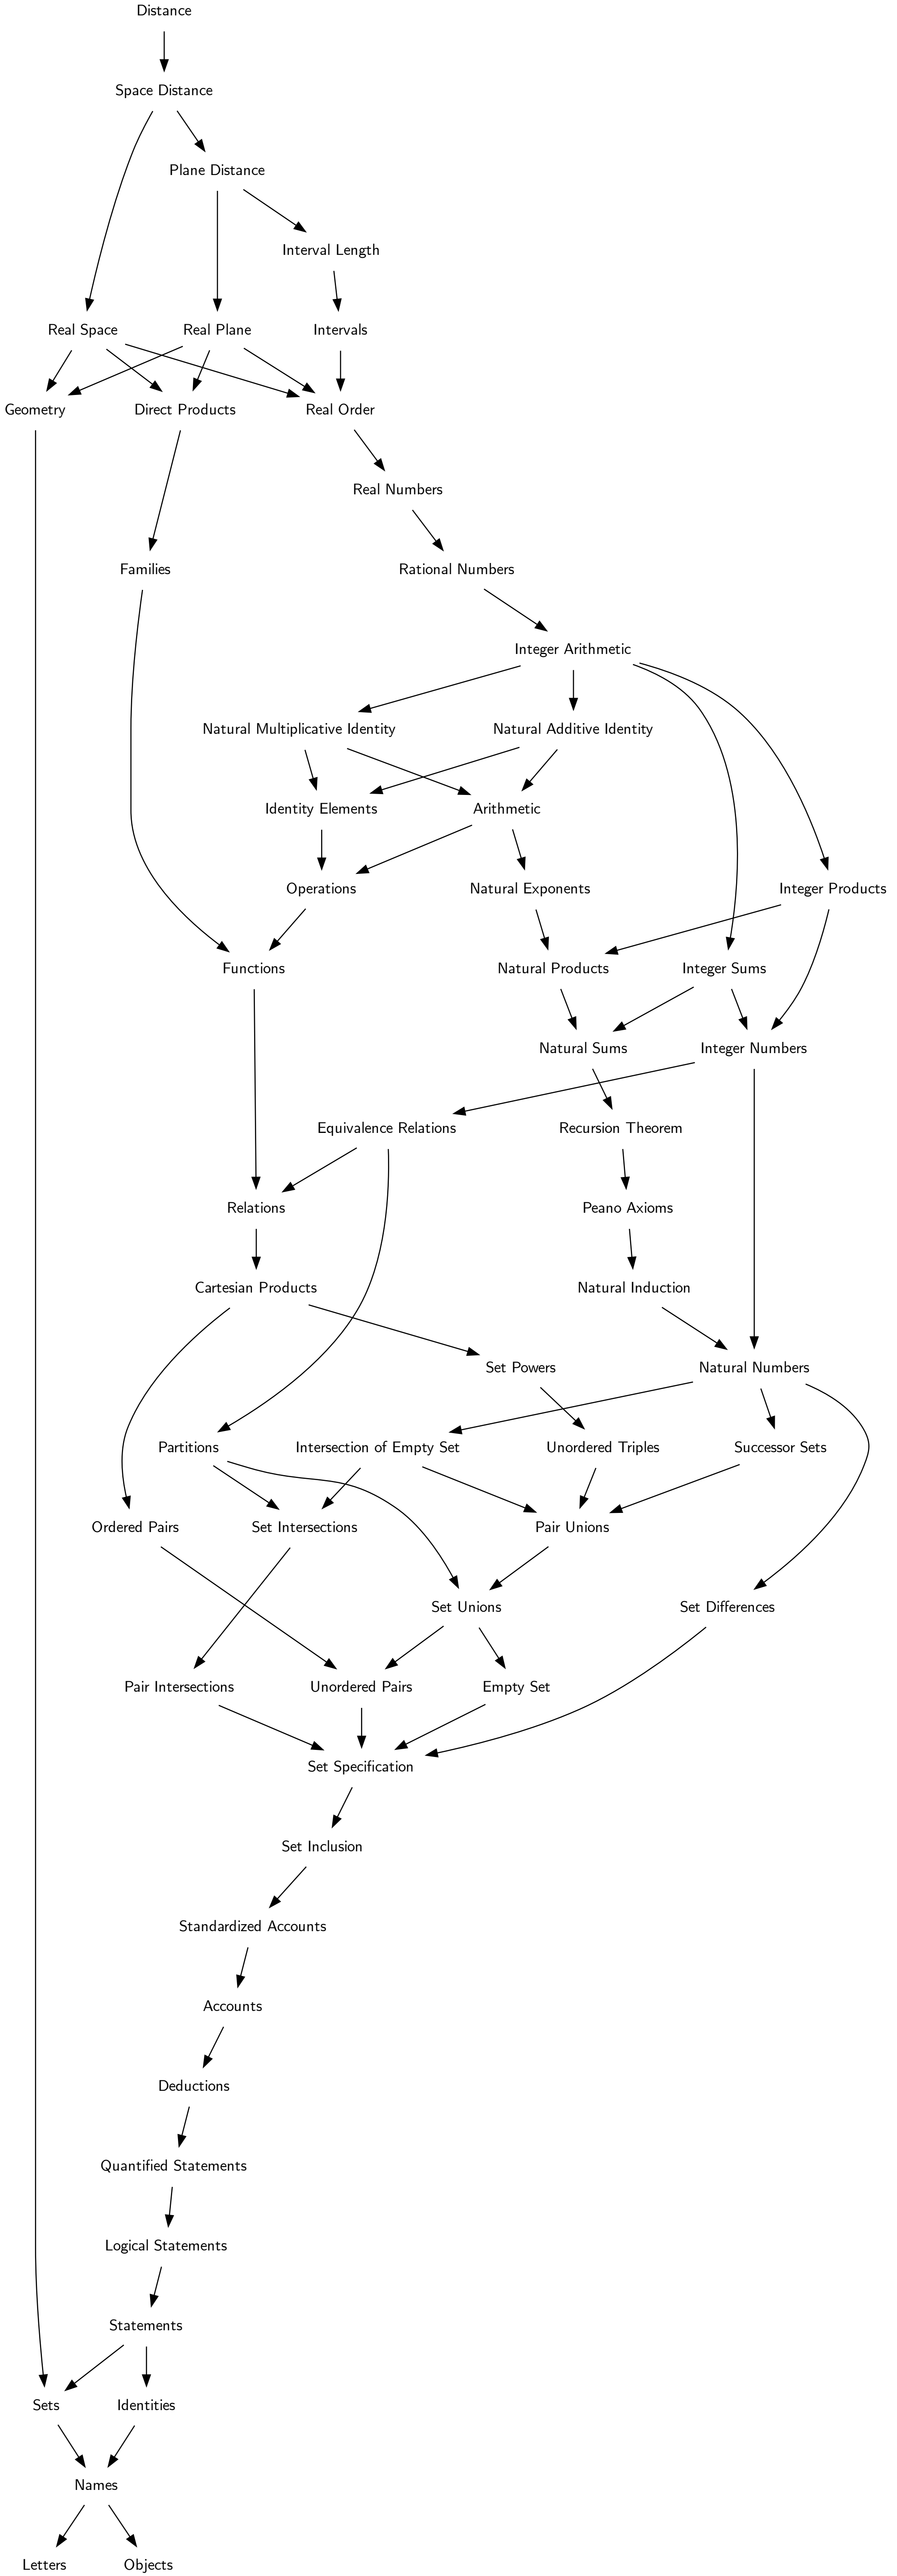 Distance
Space Distance
Plane Distance
Interval Length
Real Space
Real Plane
Intervals
Geometry
Direct Products
Real Order
Real Numbers
Families
Rational Numbers
Integer Arithmetic
Natural Multiplicative Identity
Natural Additive Identity
Identity Elements
Arithmetic
Operations
Natural Exponents
Integer Products
Functions
Natural Products
Integer Sums
Natural Sums
Integer Numbers
Equivalence Relations
Recursion Theorem
Relations
Peano Axioms
Cartesian Products
Natural Induction
Set Powers
Natural Numbers
Partitions
Intersection of Empty Set
Unordered Triples
Successor Sets
Ordered Pairs
Set Intersections
Pair Unions
Set Unions
Set Differences
Pair Intersections
Unordered Pairs
Empty Set
Set Specification
Set Inclusion
Standardized Accounts
Accounts
Deductions
Quantified Statements
Logical Statements
Statements
Sets
Identities
Names
Letters
Objects